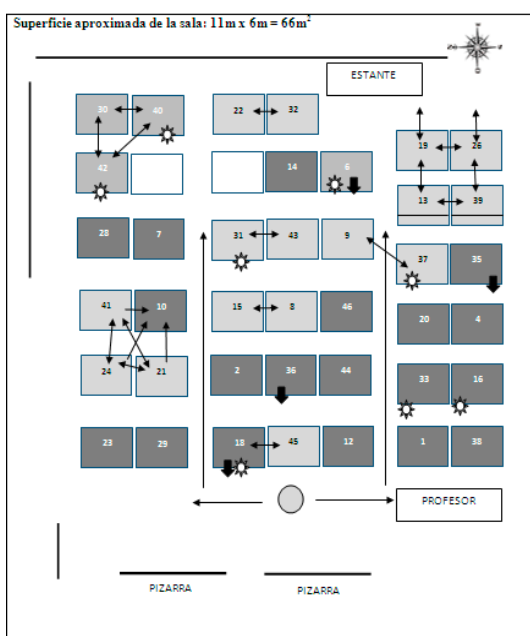 Superficie aproximada de la sala: 11m x 6m = 66m²
ESTANTE
30 40 22 32
19 26
42 14 6
13 39
28 7 31 43 9
37 35
41 10 15 8 46
20 4
24 21 2 36 44
33 16
23 29 18 45 12 1 38
PROFESOR
PIZARRA PIZARRA